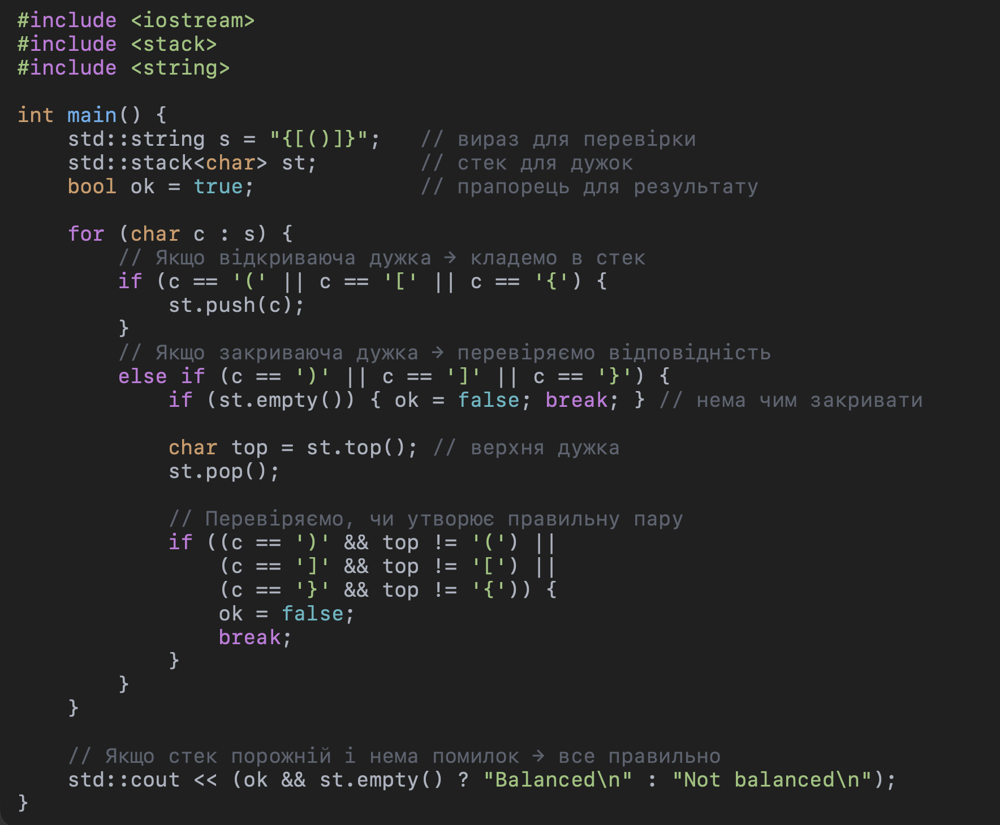 #include <iostream>
#include <stack>
#include <string>

int main() {
    std::string s = "{[()]}";   // вираз для перевірки
    std::stack<char> st;        // стек для дужок
    bool ok = true;             // прапорець для результату

    for (char c : s) {
        // Якщо відкриваюча дужка → кладемо в стек
        if (c == '(' || c == '[' || c == '{') {
            st.push(c);
        }
        // Якщо закриваюча дужка → перевіряємо відповідність
        else if (c == ')' || c == ']' || c == '}') {
            if (st.empty()) { ok = false; break; } // нема чим закривати

            char top = st.top(); // верхня дужка
            st.pop();

            // Перевіряємо, чи утворює правильну пару
            if ((c == ')' && top != '(') ||
                (c == ']' && top != '[') ||
                (c == '}' && top != '{')) {
                ok = false;
                break;
            }
        }
    }

    // Якщо стек порожній і нема помилок → все правильно
    std::cout << (ok && st.empty() ? "Balanced\n" : "Not balanced\n");
}